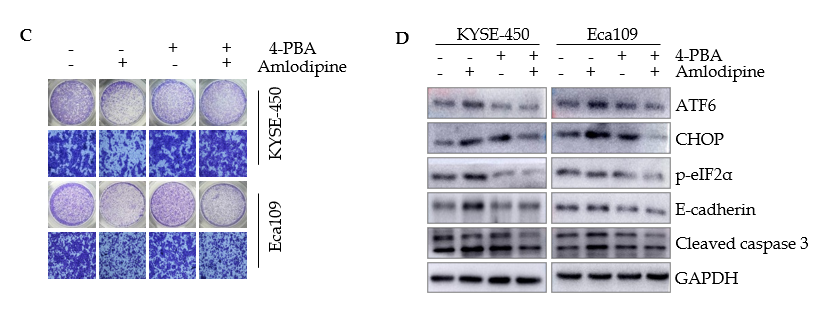 C
- - + + 4-PBA
- + - + Amlodipine
KYSE-450
Eca109
D
KYSE-450 Eca109
- - + + - - + + 4-PBA
- + - + - + - + Amlodipine
ATF6
CHOP
p-eIF2α
E-cadherin
Cleaved caspase 3
GAPDH